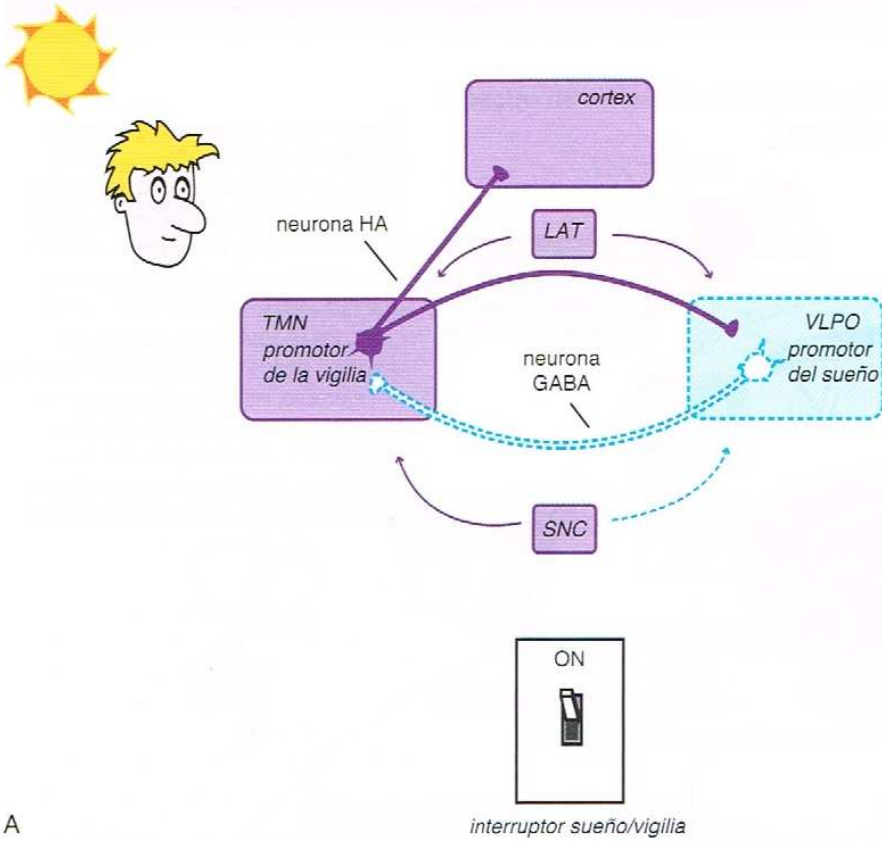 cortex
neurona HA
LAT
TMN
promotor
de la vigilia
VLPO
promotor
del sueño
neurona
GABA
SNC
ON
A
interruptor sueño/vigilia